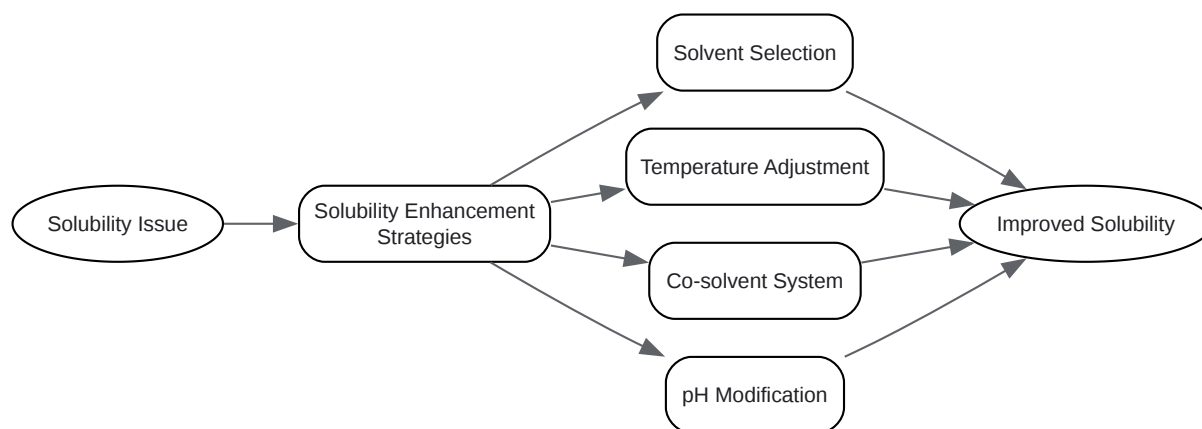 Solvent Selection
Temperature Adjustment
Solubility Issue
Solubility Enhancement
Strategies
Improved Solubility
Co-solvent System
pH Modification